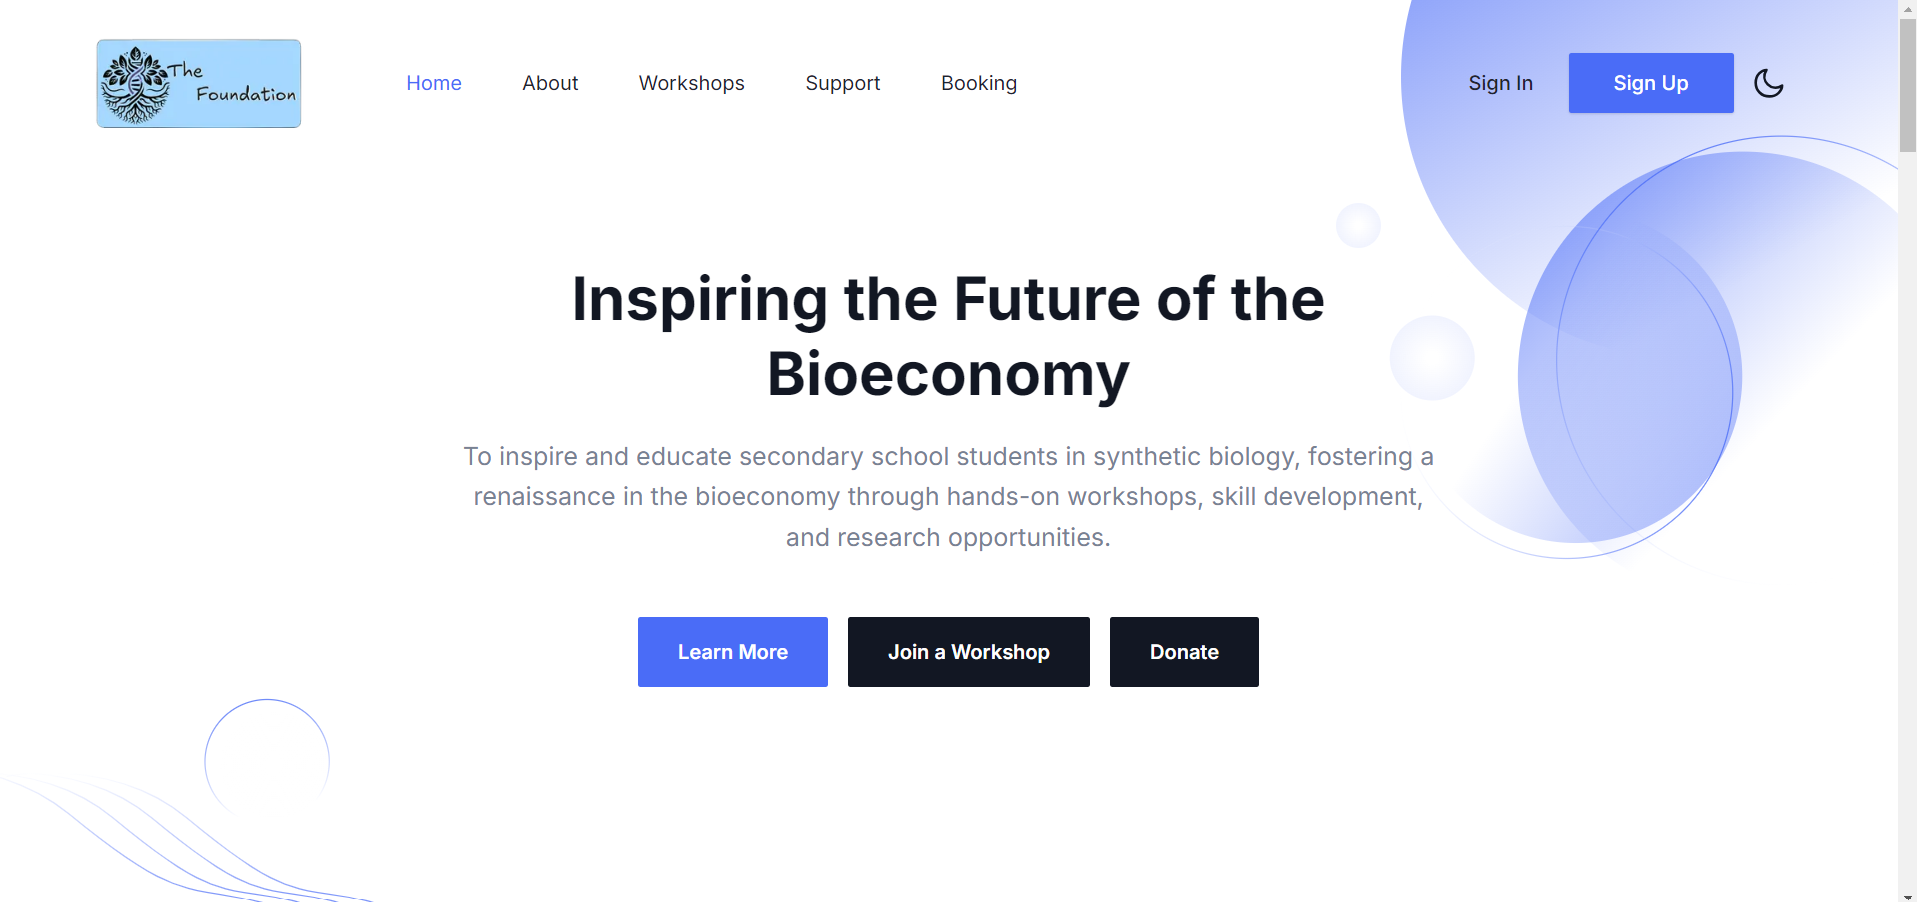 The
Foundation
Home
About
Workshops
Support
Booking
Sign In
Sign Up
Inspiring the Future of the
Bioeconomy
To inspire and educate secondary school students in synthetic biology, fostering a
renaissance in the bioeconomy through hands-on workshops, skill development,
and research opportunities.
Learn More
Join a Workshop
Donate